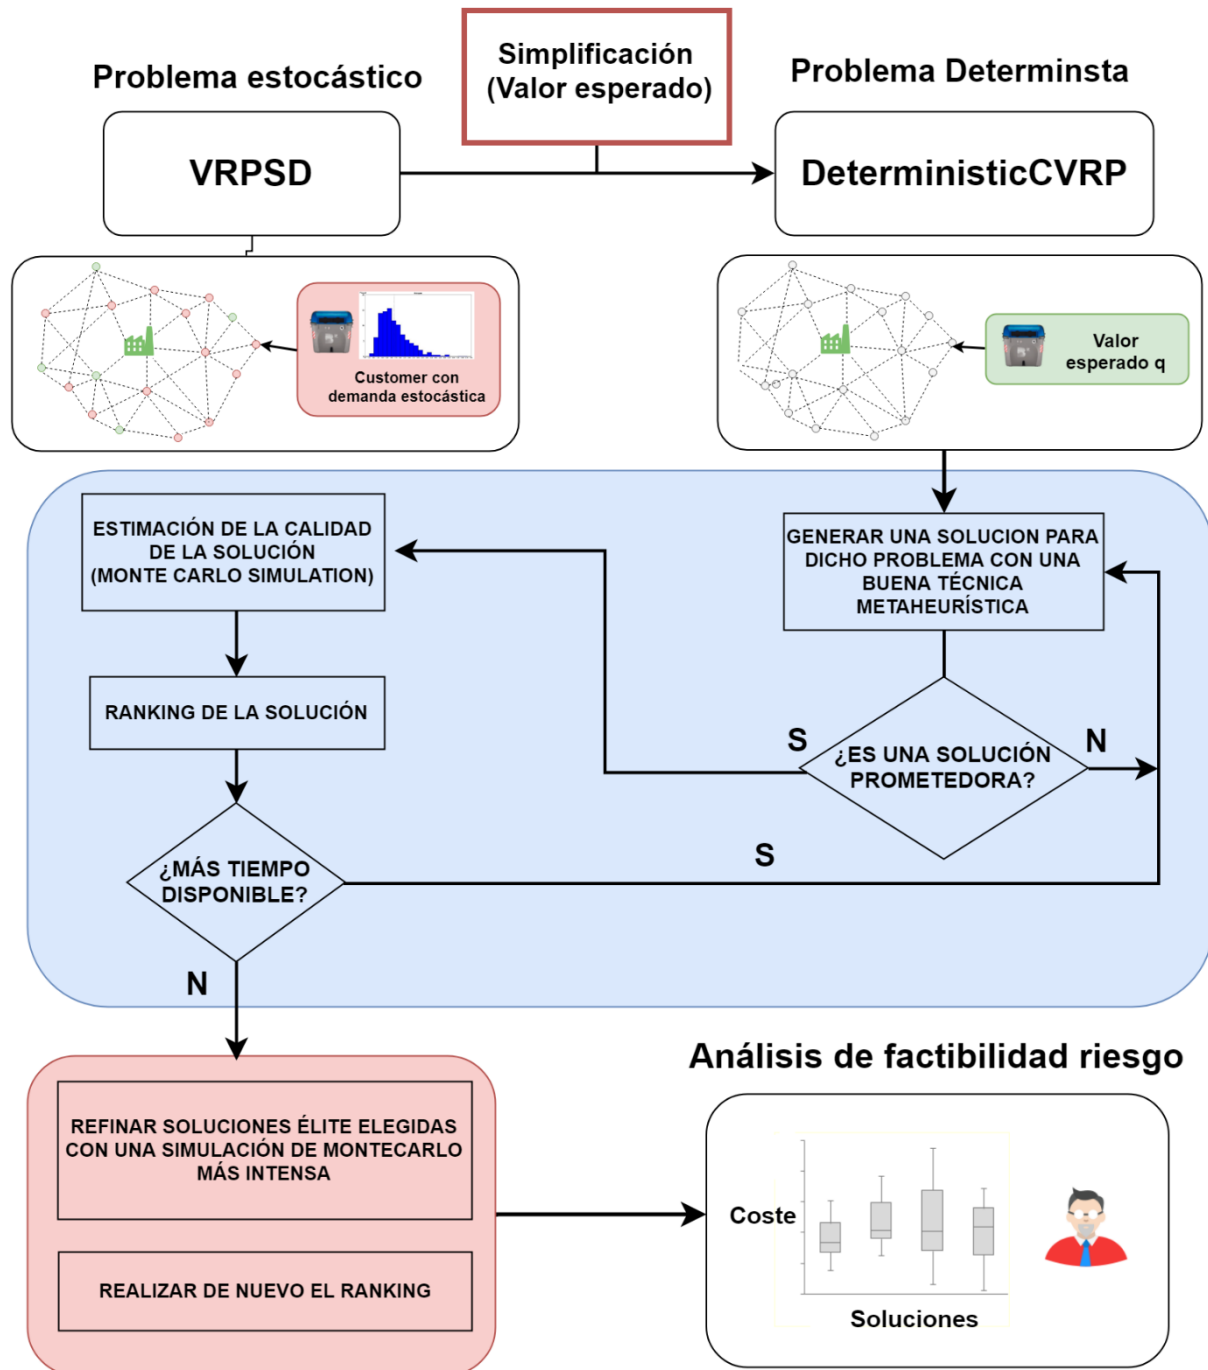 Simplificación
(Valor esperado)
Problema estocástico
Problema Determinsta
VRPSD
DeterministicCVRP
Customer con
demanda estocástica
Valor
esperado q
ESTIMACIÓN DE LA CALIDAD
DE LA SOLUCIÓN
(MONTE CARLO SIMULATION)
GENERAR UNA SOLUCION PARA
DICHO PROBLEMA CON UNA
BUENA TÉCNICA
METAHEURÍSTICA
RANKING DE LA SOLUCIÓN
S
¿ES UNA SOLUCIÓN
PROMETEDORA?
N
¿MÁS TIEMPO
DISPONIBLE?
S
N
Análisis de factibilidad riesgo
REFINAR SOLUCIONES ÉLITE ELEGIDAS
CON UNA SIMULACIÓN DE MONTECARLO
MÁS INTENSA
REALIZAR DE NUEVO EL RANKING
Coste
Soluciones